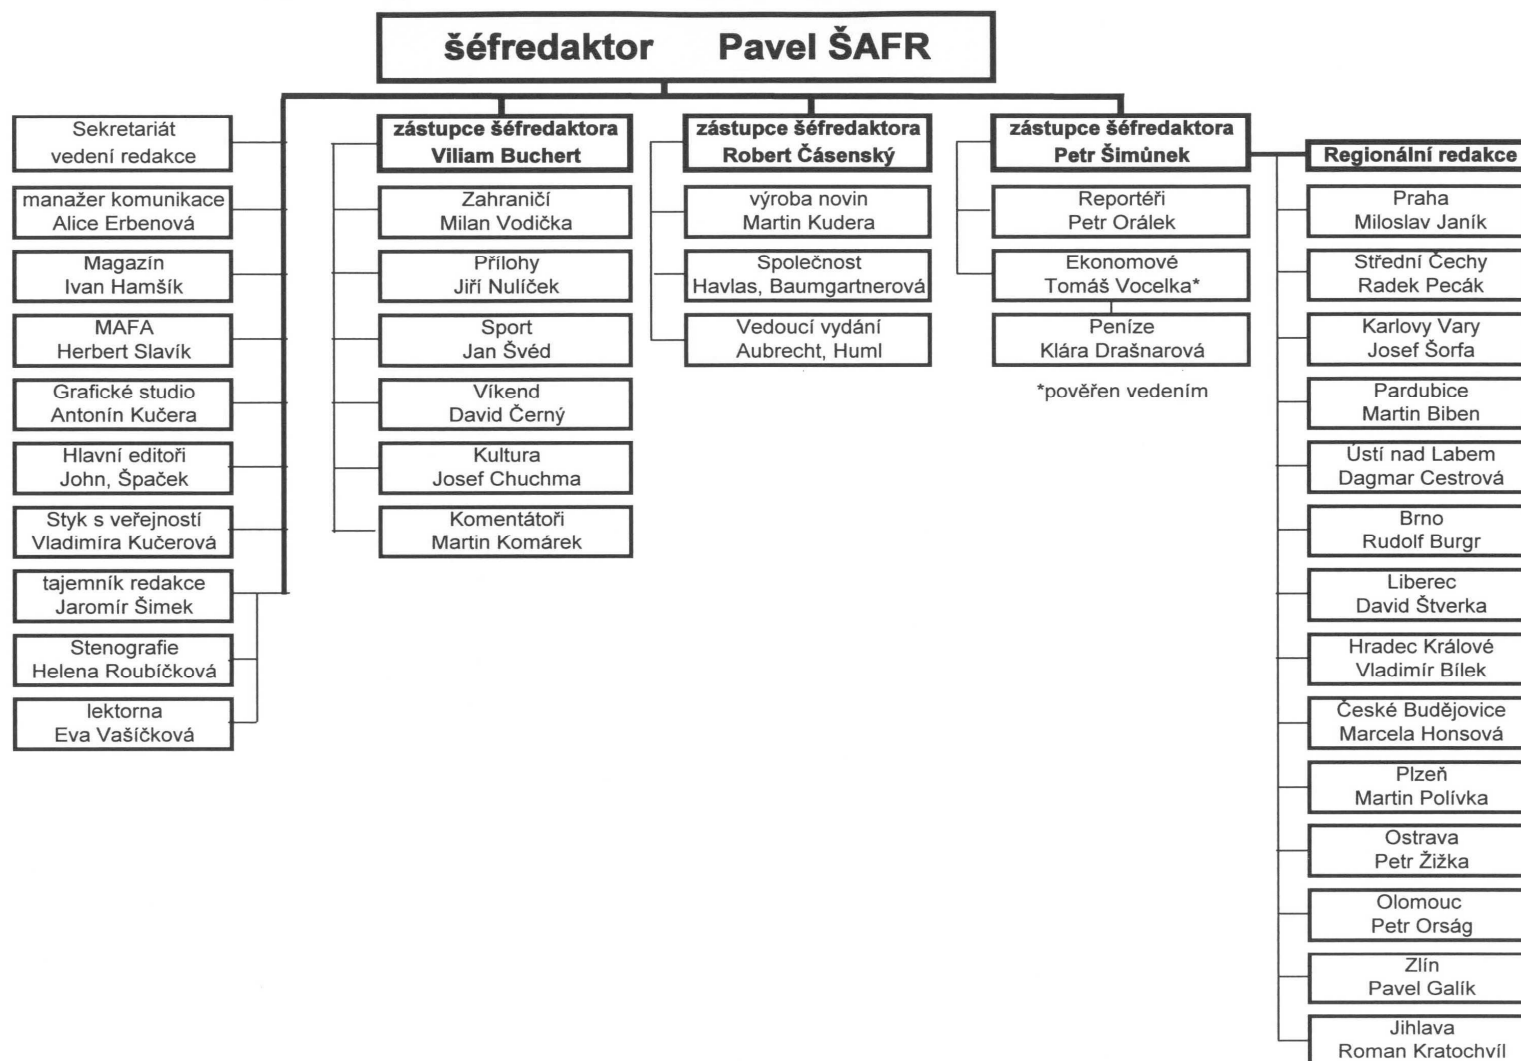 šéfredaktor Pavel ŠAFR
Sekretariát
vedení redakce
manažer komunikace
Alice Erbenová
Magazín
Ivan Hamšík
MAFA
Herbert Slavík
Grafické studio
Antonín Kučera
Hlavní editoři
John, Špaček
Styk s veřejností
Vladimíra Kučerová
tajemník redakce
Jaromír Šimek
Stenografie
Helena Roubíčková
lektorna
Eva Vašíčková
zástupce šéfredaktora
Viliam Buchert
Zahraničí
Milan Vodička
Přílohy
Jiří Nulíček
Sport
Jan Švéd
Víkend
David Černý
Kultura
Josef Chuchma
Komentátoři
Martin Komárek
zástupce šéfredaktora
Robert Čásenský
výroba novin
Martin Kudera
Společnost
Havlas, Baumgartnerová
Vedoucí vydání
Aubrecht, Huml
zástupce šéfredaktora
Petr Šimůnek
Reportéři
Petr Orálek
Ekonomové
Tomáš Vocelka*
Peníze
Klára Drašnarová
*pověřen vedením
Regionální redakce
Praha
Miloslav Janík
Střední Čechy
Radek Pecák
Karlovy Vary
Josef Šorfa
Pardubice
Martin Biben
Ústí nad Labem
Dagmar Cestrová
Brno
Rudolf Burgr
Liberec
David Štverka
Hradec Králové
Vladimír Bílek
České Budějovice
Marcela Honsová
Plzeň
Martin Polívka
Ostrava
Petr Žižka
Olomouc
Petr Orság
Zlín
Pavel Galík
Jihlava
Roman Kratochvíl